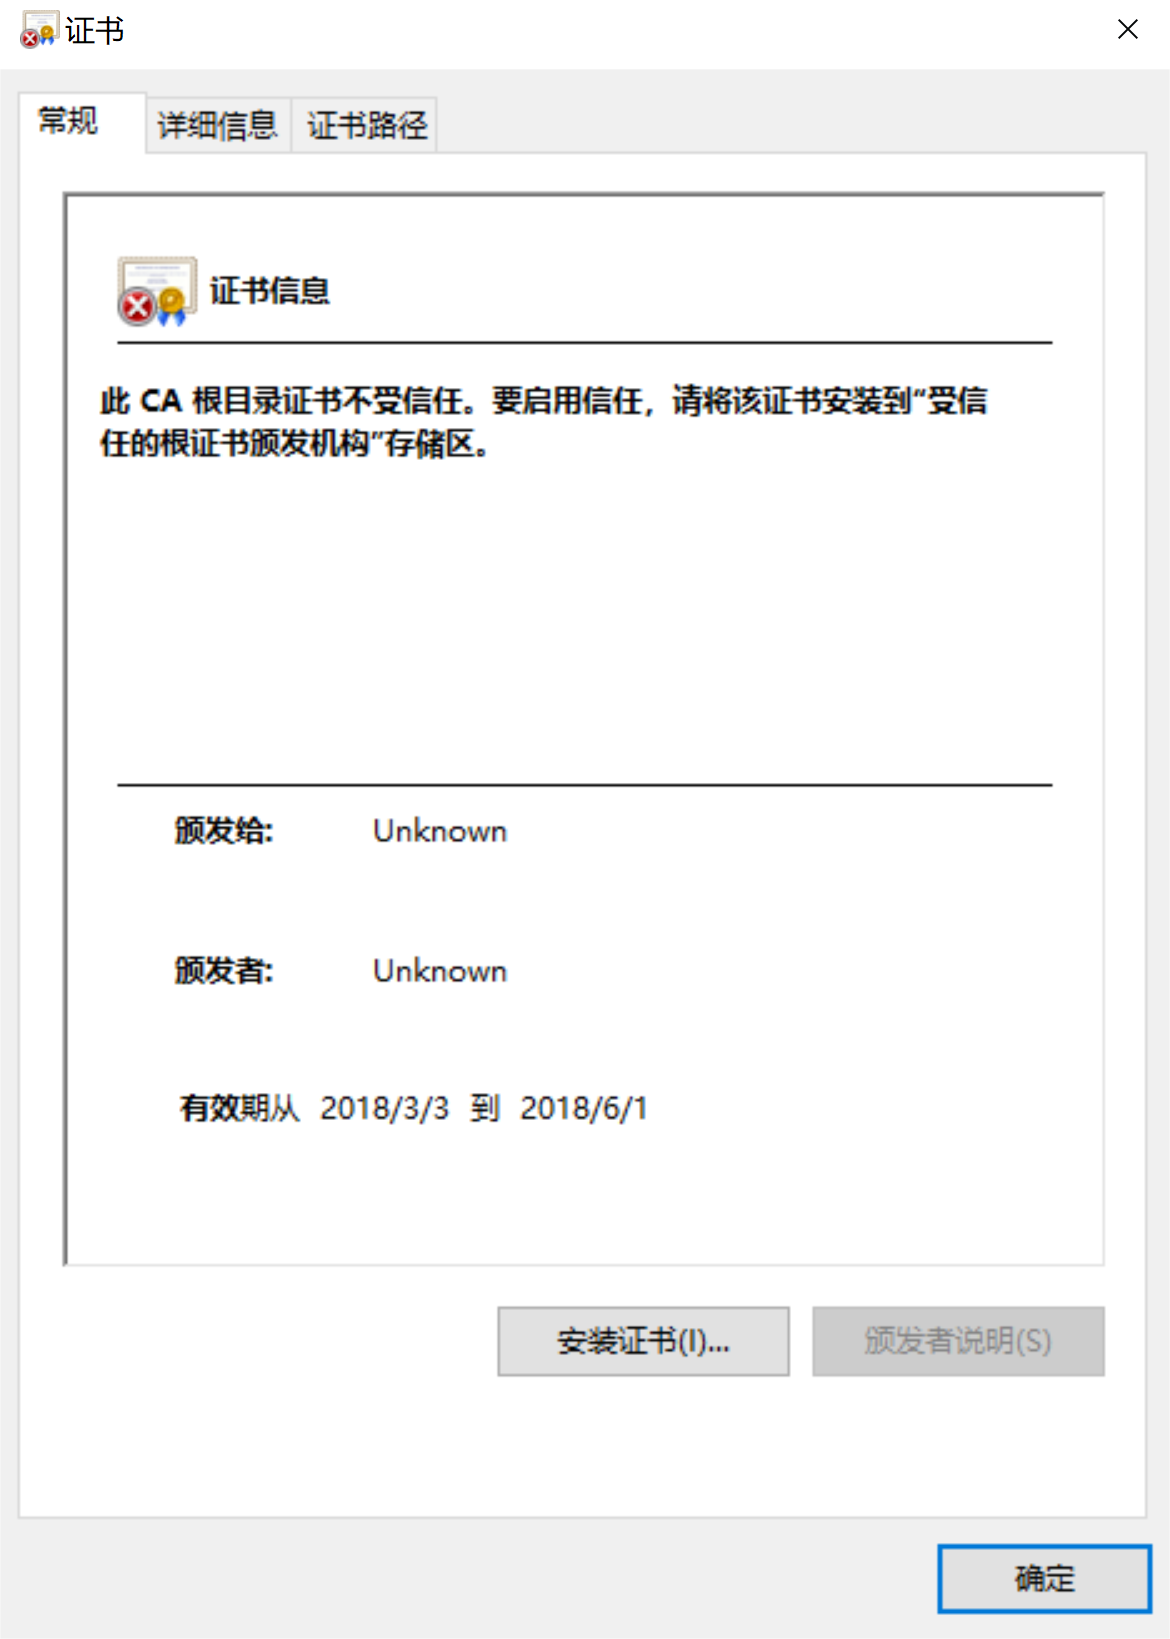 证书
常规 详细信息 证书路径
证书信息
此 CA 根目录证书不受信任。要启用信任，请将该证书安装到“受信
任的根证书颁发机构”存储区。
颁发给: Unknown
颁发者: Unknown
有效期从 2018/3/3 到 2018/6/1
安装证书(I)... 颁发者说明(S)
确定